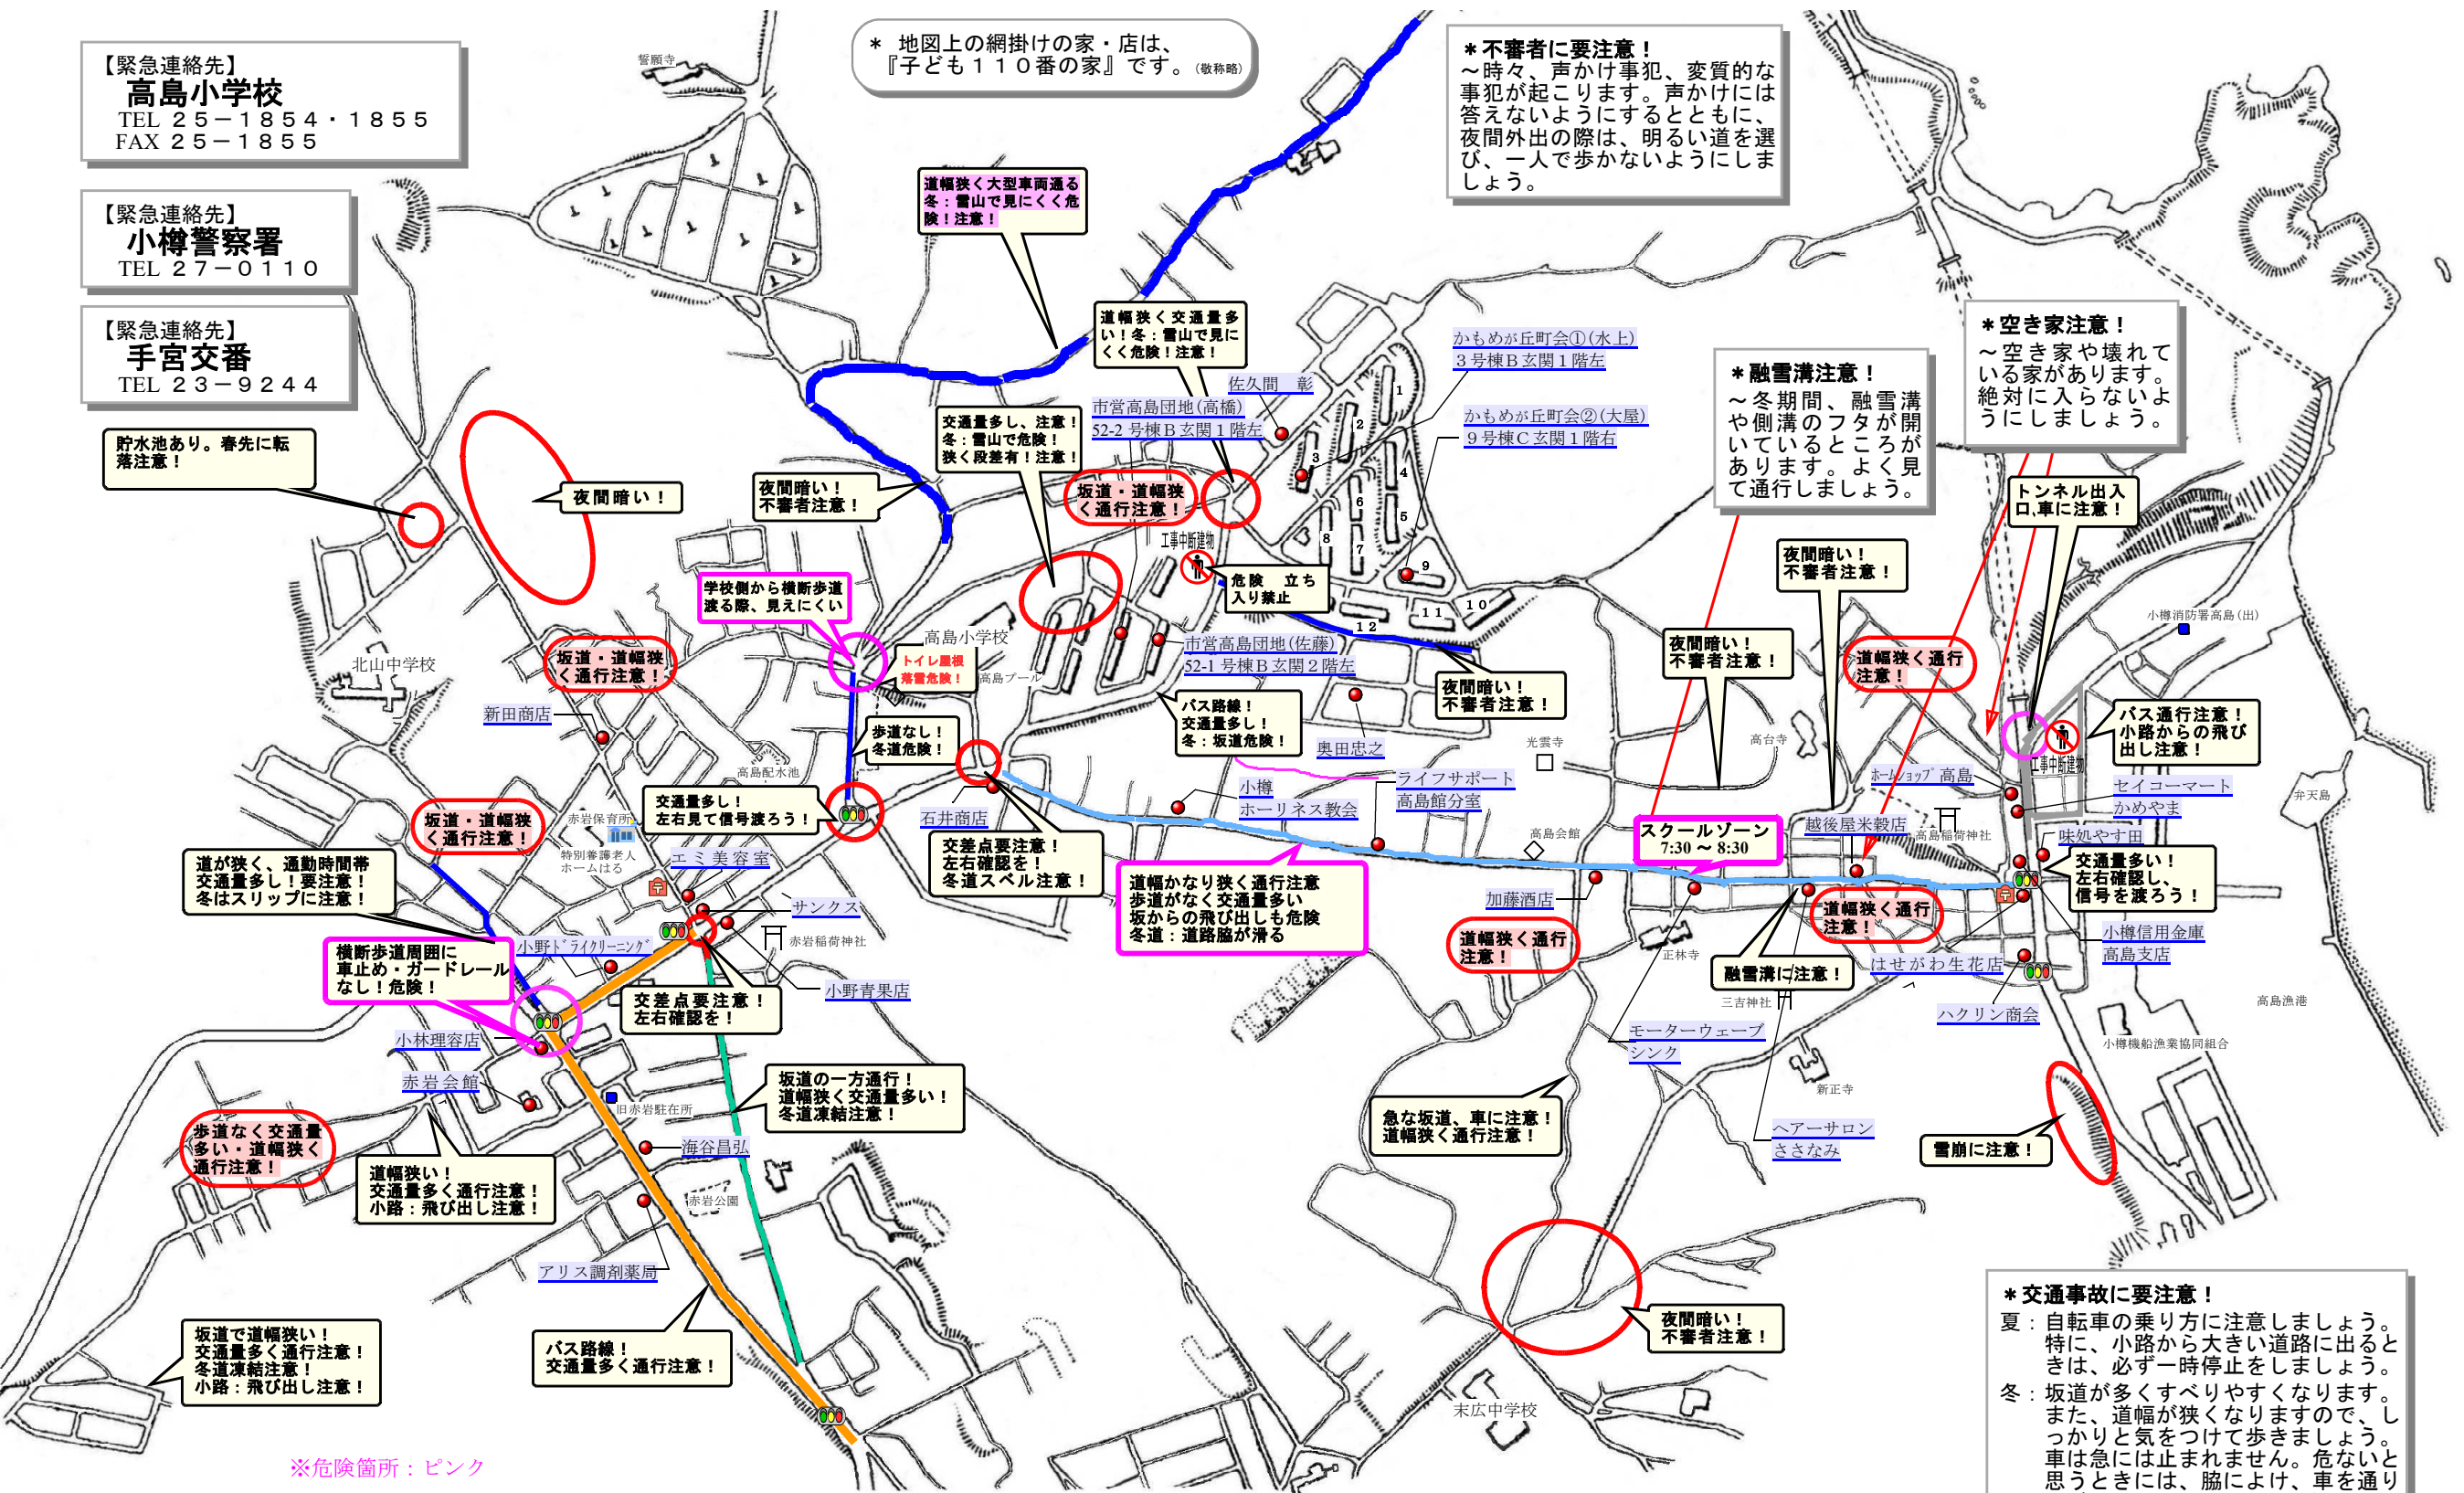 【緊急連絡先】
高島小学校
TEL ２５－１８５４・１８５５
FAX ２５－１８５５
【緊急連絡先】
小樽警察署
TEL ２７－０１１０
【緊急連絡先】
手宮交番
TEL ２３－９２４４
＊ 地図上の網掛けの家・店は、
『子ども１１０番の家』です。（敬称略）
＊不審者に要注意！
～時々、声かけ事犯、変質的な
事犯が起こります。声かけには
答えないようにするとともに、
夜間外出の際は、明るい道を選
び、一人で歩かないようにしま
しょう。
誓願寺
道幅狭く大型車両通る
冬：雪山で見にくく危
険！注意！
道幅狭く交通量多
い！冬：雪山で見に
くく危険！注意！
かもめが丘町会①(水上)
３号棟Ｂ玄関１階左
佐久間　彰
市営高島団地(高橋)
52-2 号棟Ｂ玄関１階左
かもめが丘町会②(大屋)
９号棟Ｃ玄関１階右
＊融雪溝注意！
～冬期間、融雪溝
や側溝のフタが開
いているところが
あります。よく見
て通行しましょう。
＊空き家注意！
～空き家や壊れて
いる家があります。
絶対に入らないよ
うにしましょう。
貯水池あり。春先に転
落注意！
夜間暗い！
夜間暗い！
不審者注意！
交通量多し、注意！
冬：雪山で危険！
狭く段差有！注意！
坂道・道幅狭
く通行注意！
1
2
3
4
5
6
7
8
9
１０
１１
１２
工事中断建物
危険　立ち
入り禁止
トンネル出入
口、車に注意！
夜間暗い！
不審者注意！
学校側から横断歩道
渡る際、見えにくい
高島小学校
トイレ屋根
落雪危険！
高島プール
市営高島団地(佐藤)
52-1 号棟Ｂ玄関２階左
夜間暗い！
不審者注意！
夜間暗い！
不審者注意！
小樽消防署高島(出)
道幅狭く通行
注意！
北山中学校
坂道・道幅狭
く通行注意！
新田商店
歩道なし！
冬道危険！
バス路線！
交通量多し！
冬：坂道危険！
奥田忠之
光雲寺
高台寺
バス通行注意！
小路からの飛び
出し注意！
工事中断建物
高島配水池
交通量多し！
左右見て信号渡ろう！
石井商店
小樽
ホーリネス教会
ライフサポート
高島館分室
ホームショップ 高島
セイコーマート
かめやま
弁天島
坂道・道幅狭
く通行注意！
赤岩保育所
特別養護老人
ホームはる
エミ美容室
交差点要注意！
左右確認を！
冬道スベル注意！
高島会館
スクールゾーン
7:30 ～ 8:30
越後屋米穀店
高島稲荷神社
味処やす田
交通量多い！
左右確認し、
信号を渡ろう！
道が狭く、通勤時間帯
交通量多し！要注意！
冬はスリップに注意！
サンクス
道幅かなり狭く通行注意
歩道がなく交通量多い
坂からの飛び出しも危険
冬道：道路脇が滑る
加藤酒店
道幅狭く通行
注意！
道幅狭く通行
注意！
小樽信用金庫
高島支店
横断歩道周囲に
車止め・ガードレール
なし！危険！
小野ドライクリーニング
赤岩稲荷神社
小野青果店
交差点要注意！
左右確認を！
正林寺
融雪溝に注意！
はせがわ生花店
三吉神社
ハクリン商会
高島漁港
小林理容店
モーターウェーブ
シンク
小樽機船漁業協同組合
赤岩会館
旧赤岩駐在所
坂道の一方通行！
道幅狭く交通量多い！
冬道凍結注意！
新正寺
急な坂道、車に注意！
道幅狭く通行注意！
ヘアーサロン
ささなみ
雪崩に注意！
歩道なく交通量
多い・道幅狭く
通行注意！
海谷昌弘
道幅狭い！
交通量多く通行注意！
小路：飛び出し注意！
赤岩公園
アリス調剤薬局
＊交通事故に要注意！
夏：自転車の乗り方に注意しましょう。
特に、小路から大きい道路に出ると
きは、必ず一時停止をしましょう。
冬：坂道が多くすべりやすくなります。
また、道幅が狭くなりますので、し
っかりと気をつけて歩きましょう。
車は急には止まれません。危ないと
思うときには、脇によけ、車を通り
坂道で道幅狭い！
交通量多く通行注意！
冬道凍結注意！
小路：飛び出し注意！
バス路線！
交通量多く通行注意！
夜間暗い！
不審者注意！
末広中学校
※危険箇所：ピンク